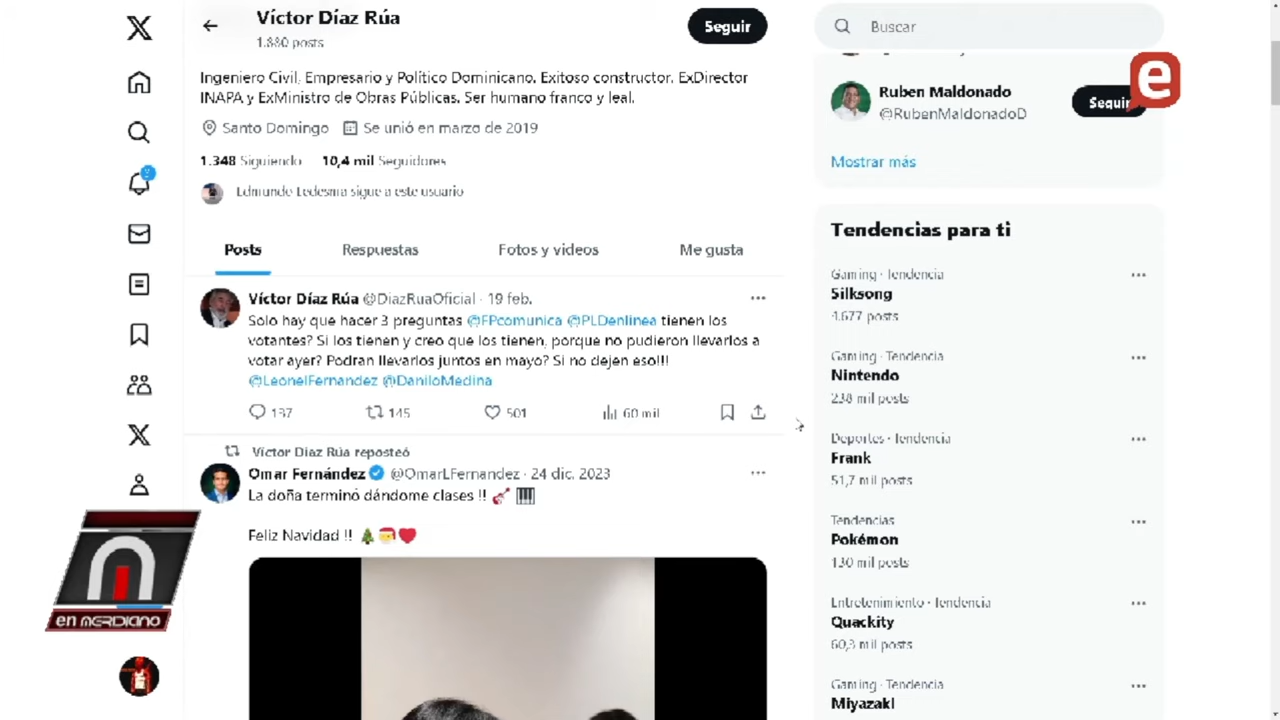 Víctor Díaz Rúa
1.880 posts
Seguir
Buscar
Ingeniero Civil, Empresario y Político Dominicano. Exitoso constructor. ExDirector
INAPA y ExMinistro de Obras Públicas. Ser humano franco y leal.
Santo Domingo Se unió en marzo de 2019
1.348 Siguiendo 10,4 mil Seguidores
Edmundo Ledesma sigue a este usuario
Posts Respuestas Fotos y videos Me gusta
Víctor Díaz Rúa @DiazRuaOficial · 19 feb.
Solo hay que hacer 3 preguntas @FPcomunica @PLDenlinea tienen los
votantes? Si los tienen y creo que los tienen, porque no pudieron llevarlos a
votar ayer? Podran llevarlos juntos en mayo? Si no dejen eso!!!
@LeonelFernandez @DaniloMedina
137 145 501 60 mil
Víctor Díaz Rúa reposteó
Omar Fernández @OmarLFernandez · 24 dic. 2023
La doña terminó dándome clases !! 🎸 🎹
Feliz Navidad !! 🎄🎅❤️
e
Ruben Maldonado
@RubenMaldonadoD
Seguir
Mostrar más
Tendencias para ti
Gaming · Tendencia
Silksong
4.677 posts
Gaming · Tendencia
Nintendo
238 mil posts
Deportes · Tendencia
Frank
51,7 mil posts
Tendencias
Pokémon
130 mil posts
Entretenimiento · Tendencia
Quackity
60,3 mil posts
Gaming · Tendencia
Miyazaki
en MERDIANO